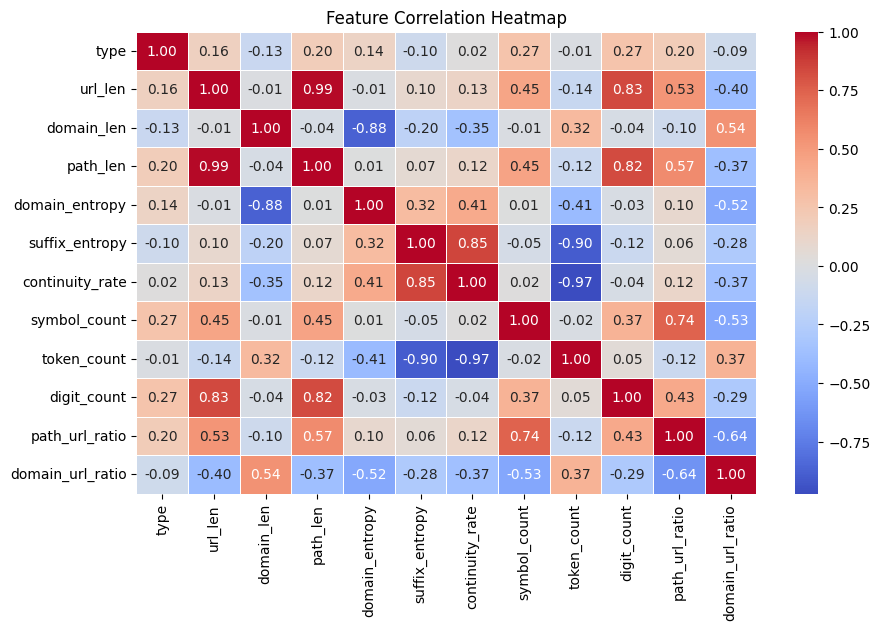 Feature Correlation Heatmap
type 1.00 0.16 -0.13 0.20 0.14 -0.10 0.02 0.27 -0.01 0.27 0.20 -0.09
url_len 0.16 1.00 -0.01 0.99 -0.01 0.10 0.13 0.45 -0.14 0.83 0.53 -0.40
domain_len -0.13 -0.01 1.00 -0.04 -0.88 -0.20 -0.35 -0.01 0.32 -0.04 -0.10 0.54
path_len 0.20 0.99 -0.04 1.00 0.01 0.07 0.12 0.45 -0.12 0.82 0.57 -0.37
domain_entropy 0.14 -0.01 -0.88 0.01 1.00 0.32 0.41 0.01 -0.41 -0.03 0.10 -0.52
suffix_entropy -0.10 0.10 -0.20 0.07 0.32 1.00 0.85 -0.05 -0.90 -0.12 0.06 -0.28
continuity_rate 0.02 0.13 -0.35 0.12 0.41 0.85 1.00 0.02 -0.97 -0.04 0.12 -0.37
symbol_count 0.27 0.45 -0.01 0.45 0.01 -0.05 0.02 1.00 -0.02 0.37 0.74 -0.53
token_count -0.01 -0.14 0.32 -0.12 -0.41 -0.90 -0.97 -0.02 1.00 0.05 -0.12 0.37
digit_count 0.27 0.83 -0.04 0.82 -0.03 -0.12 -0.04 0.37 0.05 1.00 0.43 -0.29
path_url_ratio 0.20 0.53 -0.10 0.57 0.10 0.06 0.12 0.74 -0.12 0.43 1.00 -0.64
domain_url_ratio -0.09 -0.40 0.54 -0.37 -0.52 -0.28 -0.37 -0.53 0.37 -0.29 -0.64 1.00
type
url_len
domain_len
path_len
domain_entropy
suffix_entropy
continuity_rate
symbol_count
token_count
digit_count
path_url_ratio
domain_url_ratio
1.00
0.75
0.50
0.25
0.00
-0.25
-0.50
-0.75